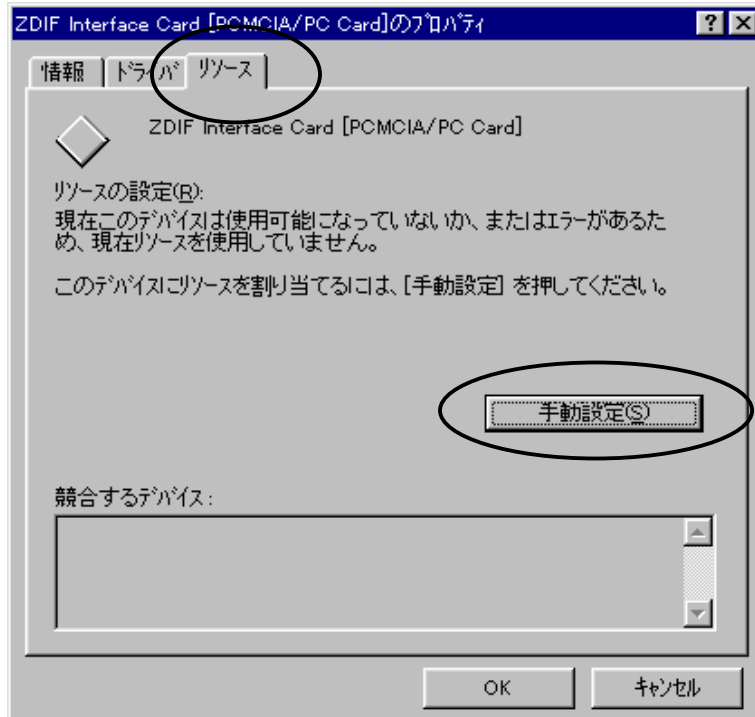 ZDIF Interface Card [PCMCIA/PC Card]のﾌﾟﾛﾊﾟﾃｨ
情報 ﾄﾞﾗｲﾊﾞ ﾘｿｰｽ
ZDIF Interface Card [PCMCIA/PC Card]
ﾘｿｰｽの設定(R):
現在このﾃﾞﾊﾞｲｽは使用可能になっていないか、またはｴﾗｰがあるた
め、現在ﾘｿｰｽを使用していません。
このﾃﾞﾊﾞｲｽにﾘｿｰｽを割り当てるには、[手動設定] を押してください。
手動設定(S)
競合するﾃﾞﾊﾞｲｽ:
OK ｷｬﾝｾﾙ